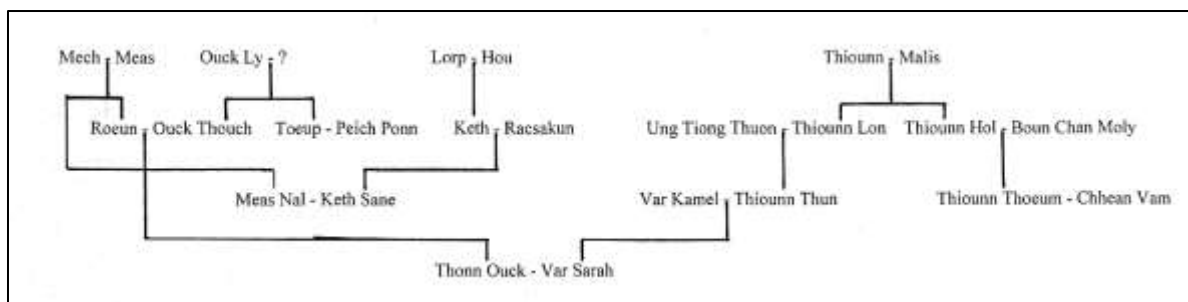 Mech - Meas Ouck Ly - ? Lorp - Hou Thiounn - Malis
Roeun - Ouck Thouch Toeup - Peich Ponn Keth - Racsakun Ung Tiong Thuon - Thiounn Lon Thiounn Hol - Boun Chan Moly
Meas Nal - Keth Sane Var Kamel - Thiounn Thun Thiounn Thoeum - Chhean Vam
Thonn Ouck - Var Sarah